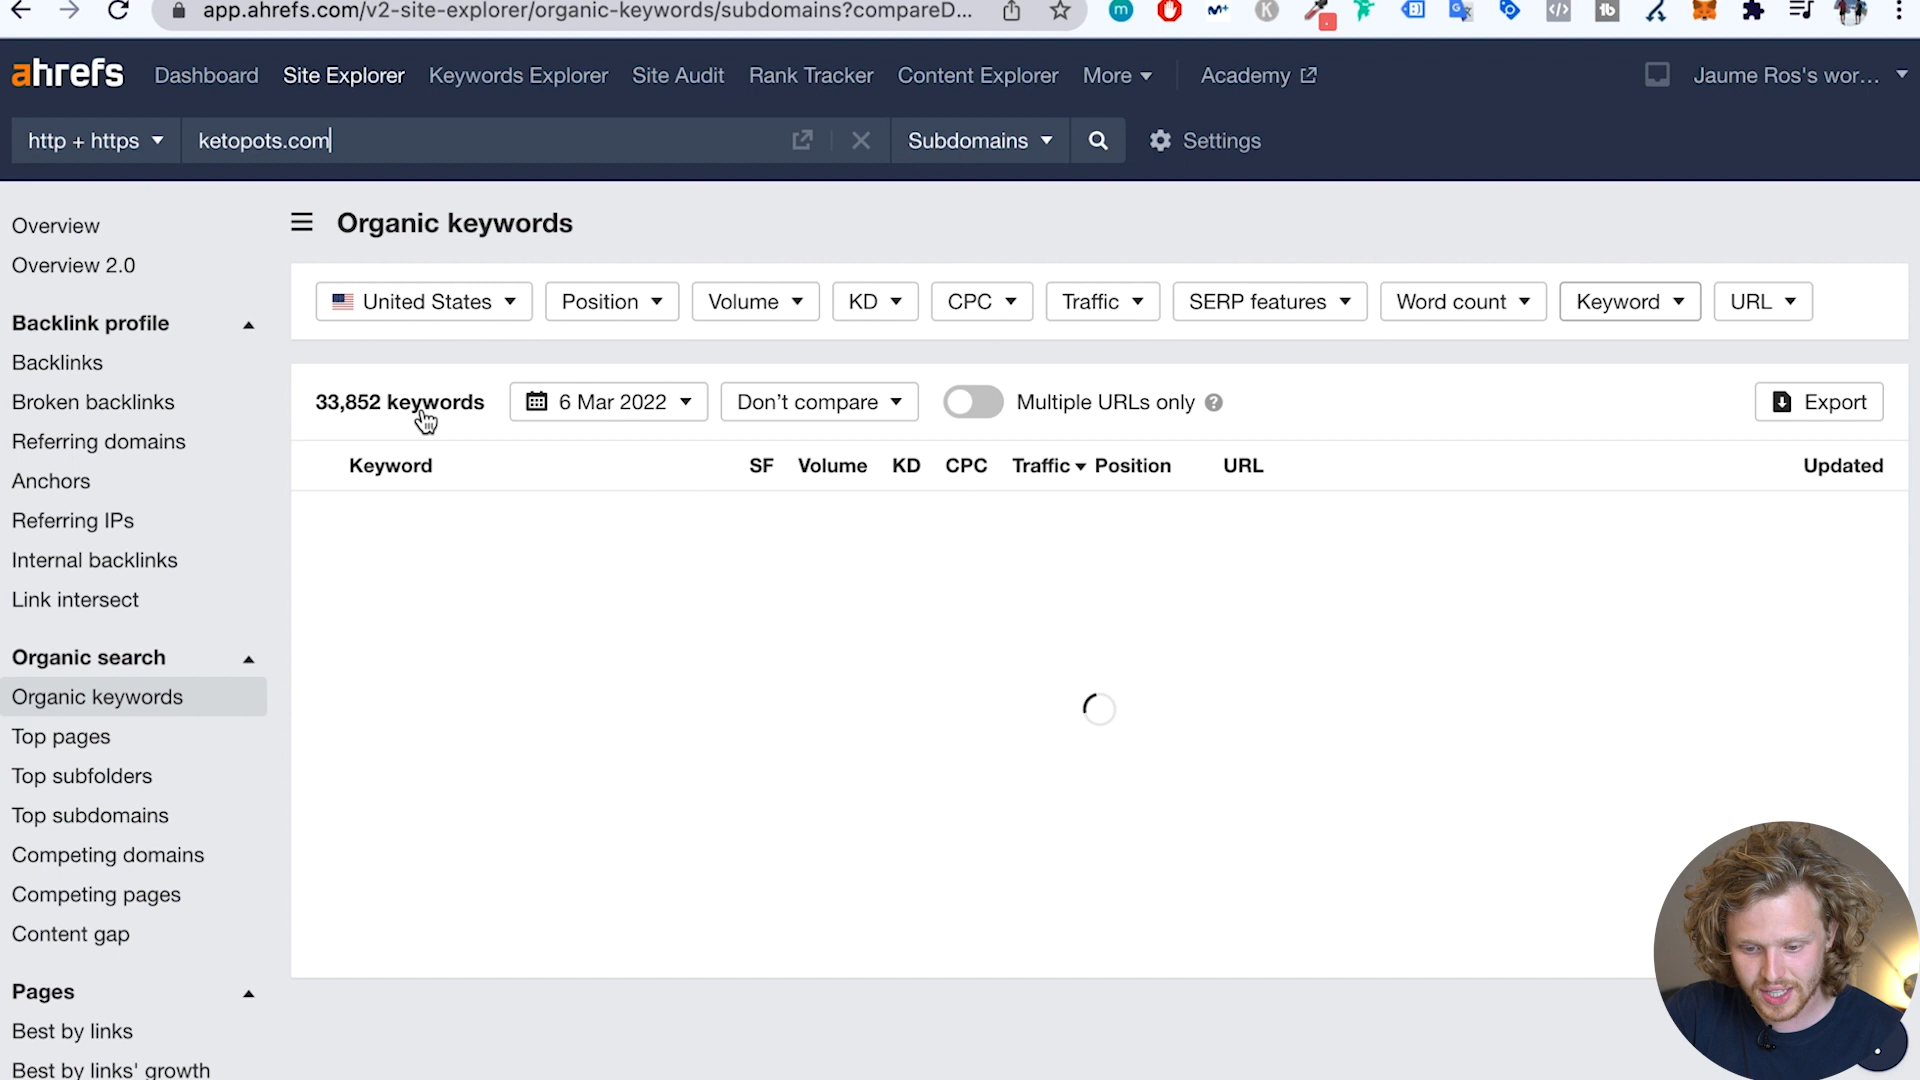 app.ahrefs.com/v2-site-explorer/organic-keywords/subdomains?compareD...
ahrefs Dashboard Site Explorer Keywords Explorer Site Audit Rank Tracker Content Explorer More Academy Jaume Ros's wor...
http + https ketopots.com Subdomains Settings
Overview
Overview 2.0
Backlink profile
Backlinks
Broken backlinks
Referring domains
Anchors
Referring IPs
Internal backlinks
Link intersect
Organic search
Organic keywords
Top pages
Top subfolders
Top subdomains
Competing domains
Competing pages
Content gap
Pages
Best by links
Best by links' growth
Organic keywords
United States Position Volume KD CPC Traffic SERP features Word count Keyword URL
33,852 keywords 6 Mar 2022 Don't compare Multiple URLs only ? Export
Keyword SF Volume KD CPC Traffic Position URL Updated